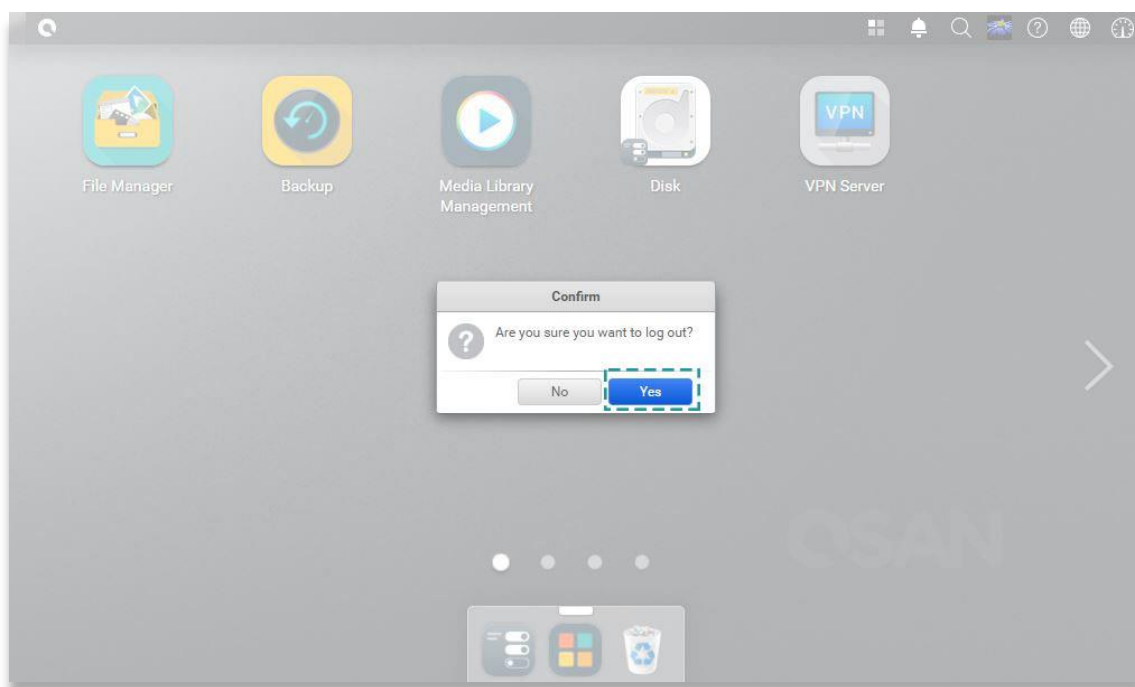 File Manager
Backup
Media Library
Management
Disk
VPN
VPN Server
Confirm
Are you sure you want to log out?
No
Yes
QSAN